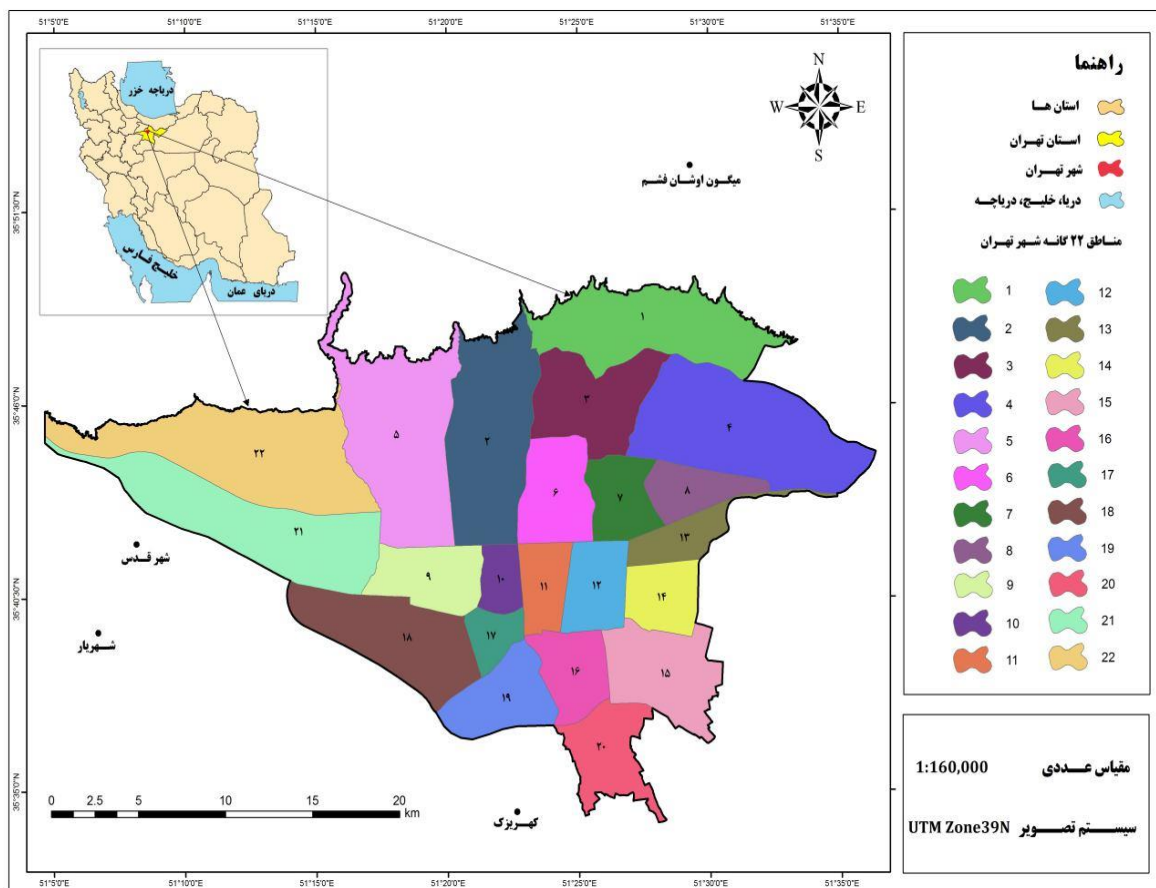 51°5'0"E 51°10'0"E 51°15'0"E 51°20'0"E 51°25'0"E 51°30'0"E 51°35'0"E
35°51'30"N
35°46'0"N
35°40'30"N
35°35'0"N
دریاچه خزر
خلیج فارس
دریای عمان
N
W E
S
میگون اوشان فشم
۱
۳
۴
۵
۲
۲۲
۶
۷
۸
۲۱
۱۳
شهر قدس
۹
۱۰
۱۱
۱۲
۱۴
شهریار
۱۸
۱۷
۱۶
۱۵
۱۹
۲۰
0 2.5 5 10 15 20
km
کهریزک
51°5'0"E 51°10'0"E 51°15'0"E 51°20'0"E 51°25'0"E 51°30'0"E 51°35'0"E
راهنما
استان ها
استان تهران
شهر تهران
دریا، خلیج، دریاچه
مناطق ۲۲ گانه شهر تهران
1 12
2 13
3 14
4 15
5 16
6 17
7 18
8 19
9 20
10 21
11 22
مقیاس عددی 1:160,000
سیستم تصویر UTM Zone39N